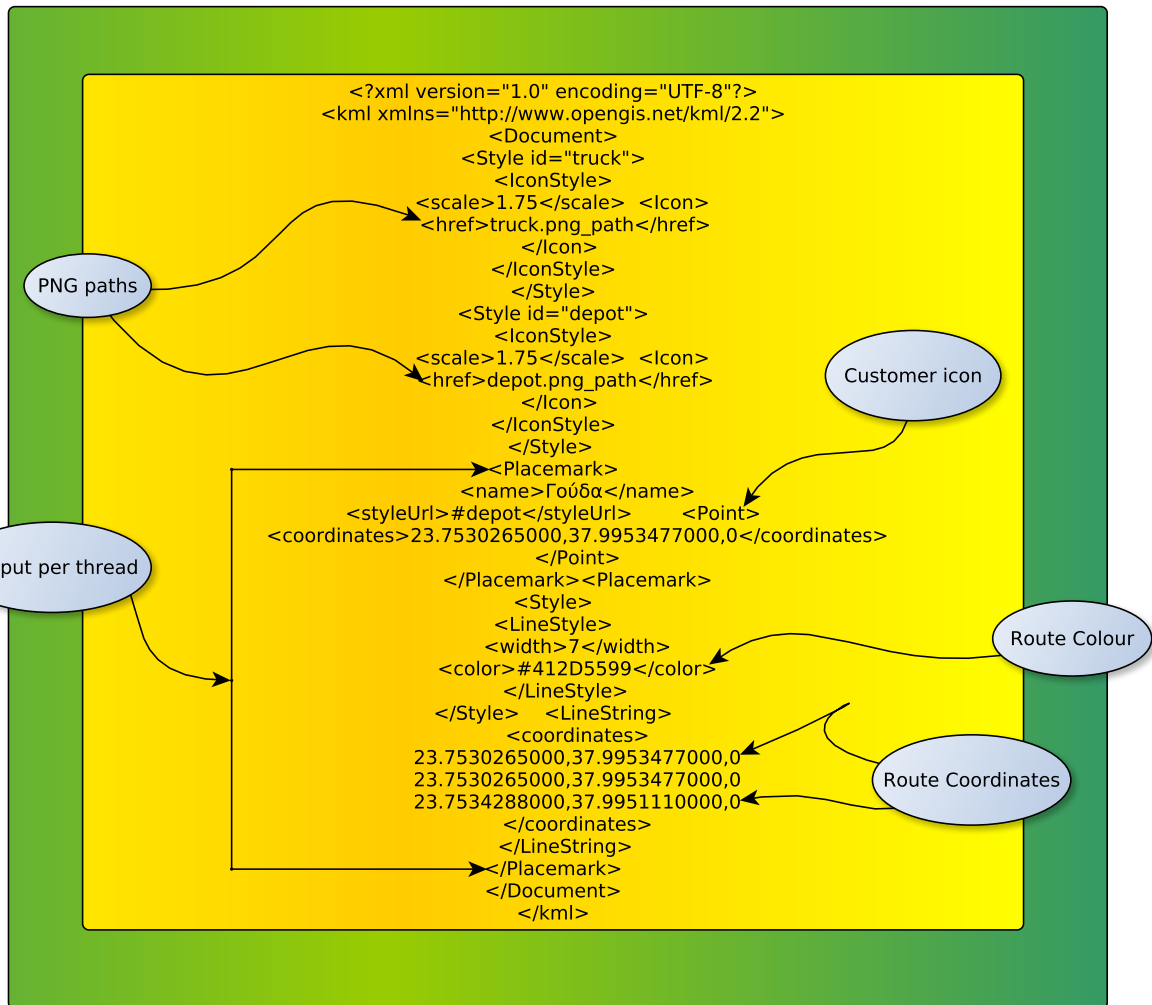 <?xml version="1.0" encoding="UTF-8"?>
<kml xmlns="http://www.opengis.net/kml/2.2">
<Document>
<Style id="truck">
<IconStyle>
<scale>1.75</scale>  <Icon>
<href>truck.png_path</href>
</Icon>
</IconStyle>
</Style>
<Style id="depot">
<IconStyle>
<scale>1.75</scale>  <Icon>
<href>depot.png_path</href>
</Icon>
</IconStyle>
</Style>
<Placemark>
<name>Γούδα</name>
<styleUrl>#depot</styleUrl>        <Point>
<coordinates>23.7530265000,37.9953477000,0</coordinates>
</Point>
</Placemark><Placemark>
<Style>
<LineStyle>
<width>7</width>
<color>#412D5599</color>
</LineStyle>
</Style>    <LineString>
<coordinates>
23.7530265000,37.9953477000,0
23.7530265000,37.9953477000,0
23.7534288000,37.9951110000,0
</coordinates>
</LineString>
</Placemark>
</Document>
</kml>
PNG paths
Customer icon
put per thread
Route Colour
Route Coordinates